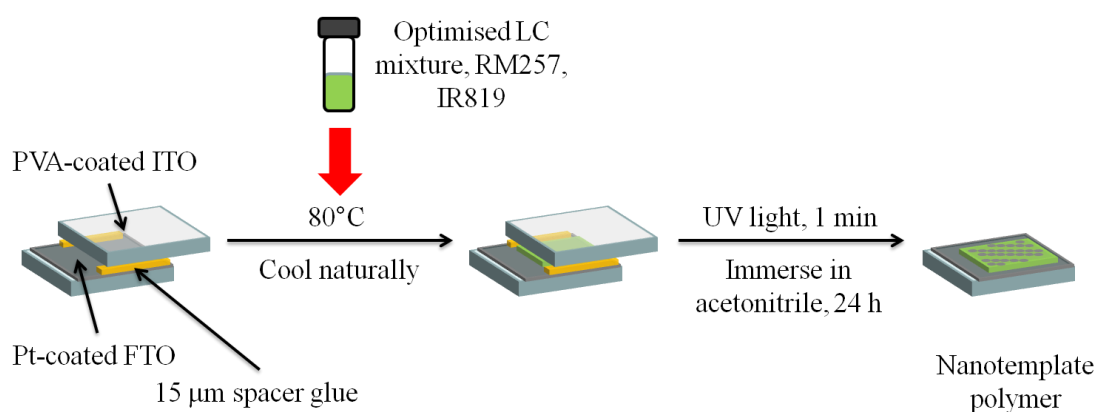 Optimised LC
mixture, RM257,
IR819
PVA-coated ITO
80°C
Cool naturally
UV light, 1 min
Immerse in
acetonitrile, 24 h
Pt-coated FTO
15 μm spacer glue
Nanotemplate
polymer